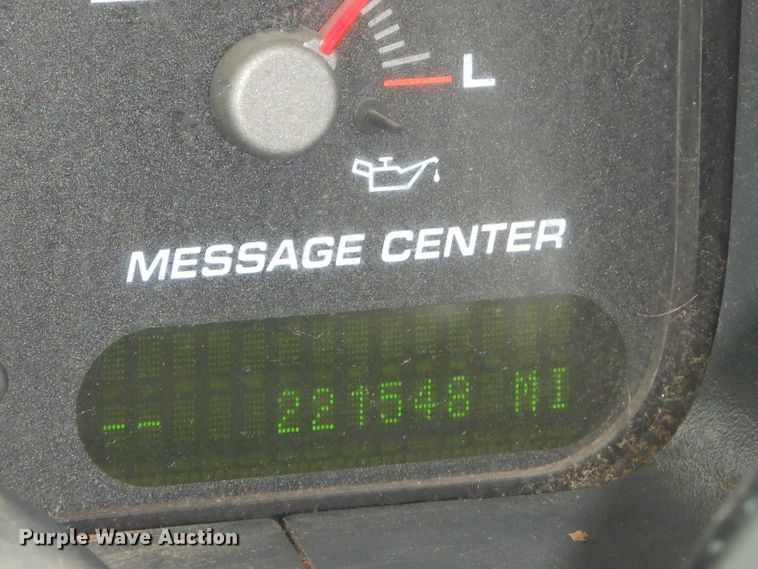 L
MESSAGE CENTER
-- 221548 MI
Purple Wave Auction